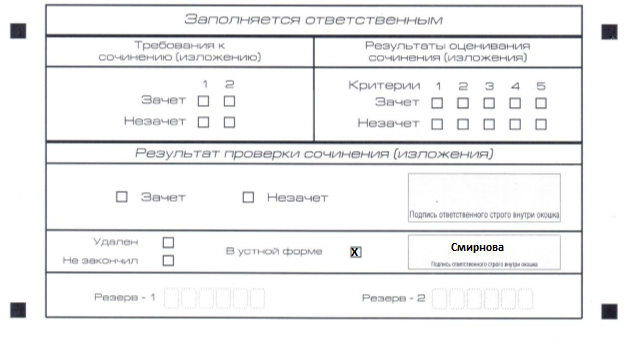 Заполняется ответственным
Требования к
сочинению (изложению)
Результаты оценивания
сочинения (изложения)
1 2
Зачет
Незачет
Критерии 1 2 3 4 5
Зачет
Незачет
Результат проверки сочинения (изложения)
Зачет
Незачет
Подпись ответственного строго внутри окошка
Удален
Не закончил
В устной форме
X
Смирнова
Подпись ответственного строго внутри окошка
Резерв - 1
Резерв - 2